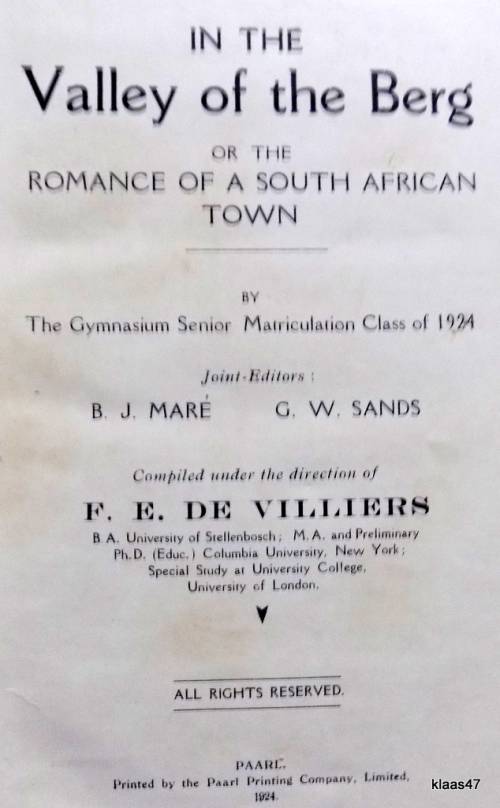 IN THE
Valley of the Berg
OR THE
ROMANCE OF A SOUTH AFRICAN
TOWN
BY
The Gymnasium Senior Matriculation Class of 1924
Joint-Editors :
B. J. MARÉ G. W. SANDS
Compiled under the direction of
F. E. DE VILLIERS
B A. University of Stellenbosch; M. A. and Preliminary
Ph. D. (Educ.) Columbia University, New York;
Special Study at University College,
University of London.
ALL RIGHTS RESERVED.
PAARL.
Printed by the Paarl Printing Company, Limited,
1924.
klaas47